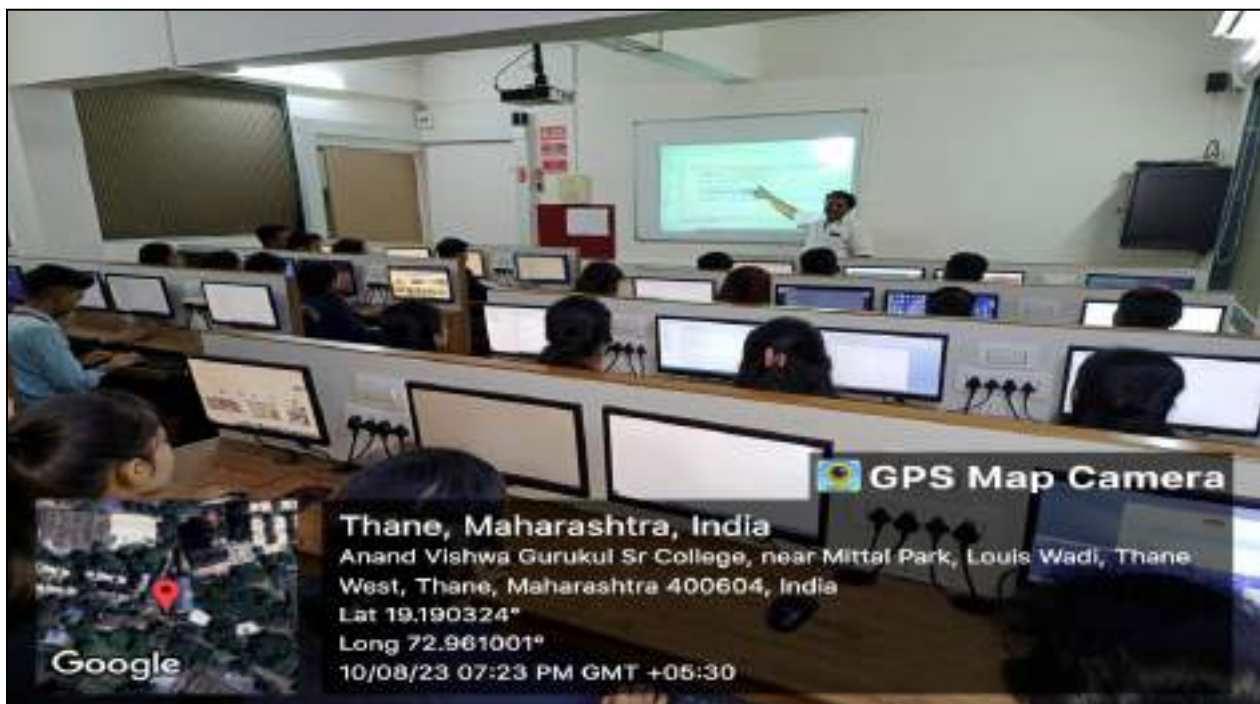 GPS Map Camera
Thane, Maharashtra, India
Anand Vishwa Gurukul Sr College, near Mittal Park, Louis Wadi, Thane
West, Thane, Maharashtra 400604, India
Lat 19.190324°
Long 72.961001°
10/08/23 07:23 PM GMT +05:30
Google